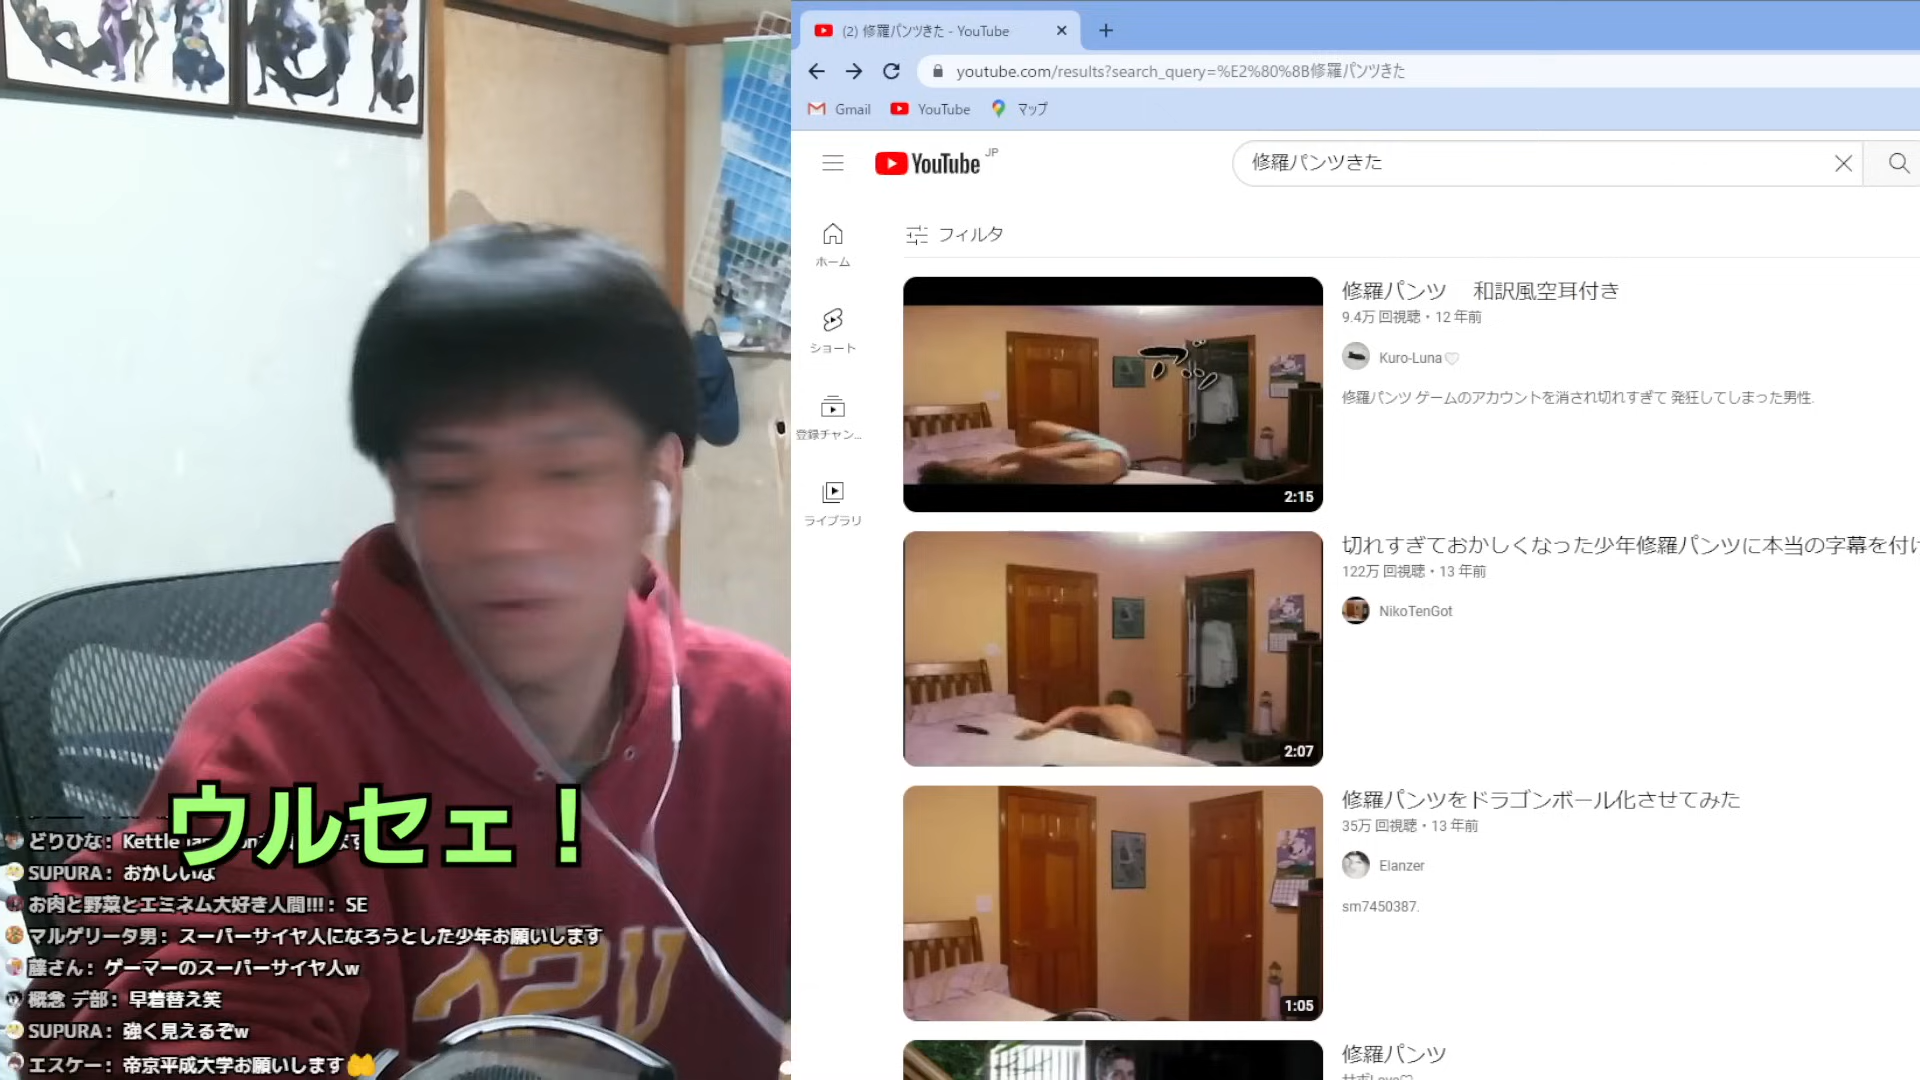 (2) 修羅パンツきた - YouTube
youtube.com/results?search_query=%E2%80%8B修羅パンツきた
Gmail
YouTube
マップ
YouTube JP
修羅パンツきた
ホーム
ショート
登録チャン...
ライブラリ
フィルタ
修羅パンツ 和訳風空耳付き
9.4万 回視聴・12 年前
Kuro-Luna♡
修羅パンツ ゲームのアカウントを消され切れすぎて 発狂してしまった男性.
2:15
切れすぎておかしくなった少年修羅パンツに本当の字幕を付け
122万 回視聴・13 年前
NikoTenGot
2:07
修羅パンツをドラゴンボール化させてみた
35万 回視聴・13 年前
Elanzer
sm7450387.
1:05
修羅パンツ
ウルセェ！
どりひな： Kettle
SUPURA： おかしいな
お肉と野菜とエミネム大好き人間!!!： SE
マルゲリータ男： スーパーサイヤ人になろうとした少年お願いします
藤さん： ゲーマーのスーパーサイヤ人w
概念 デ部： 早着替え笑
SUPURA： 強く見えるぞw
エスケー： 帝京平成大学お願いします🤲